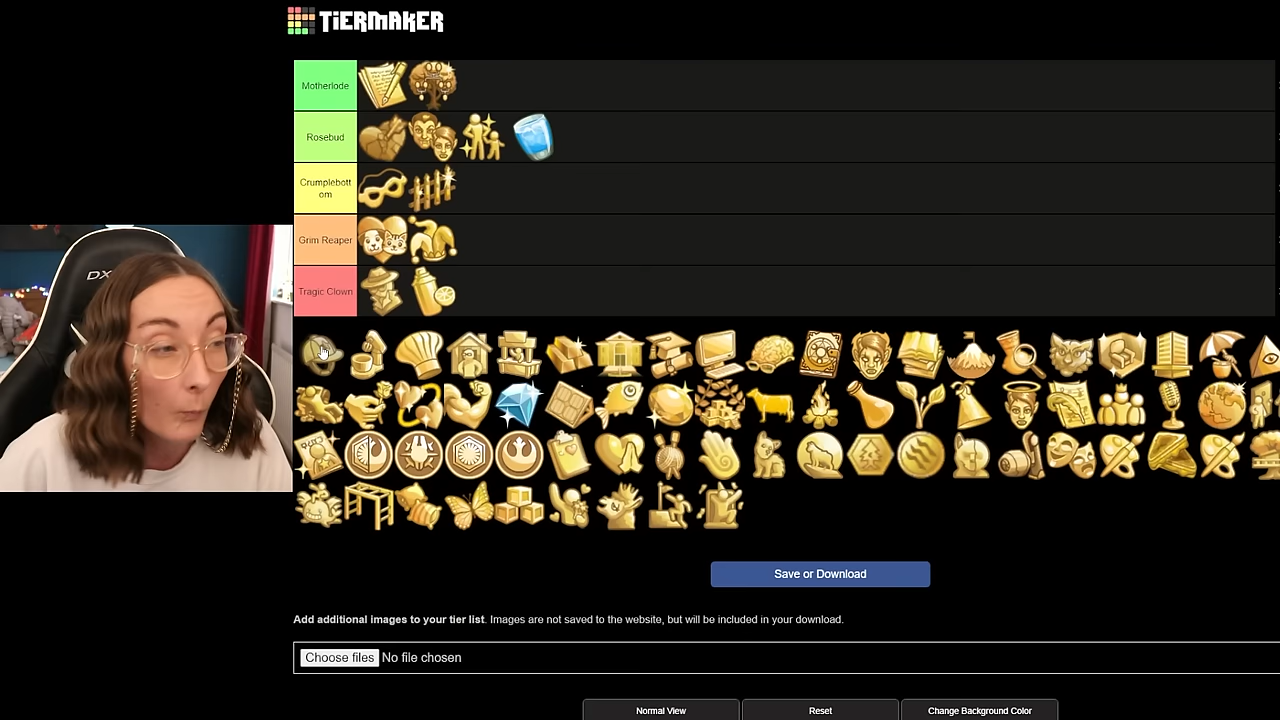 TiERMAKER
Motherlode
Rosebud
Crumplebott
om
Grim Reaper
Tragic Clown
DX
Save or Download
Add additional images to your tier list. Images are not saved to the website, but will be included in your download.
Choose files No file chosen
Normal View
Reset
Change Background Color